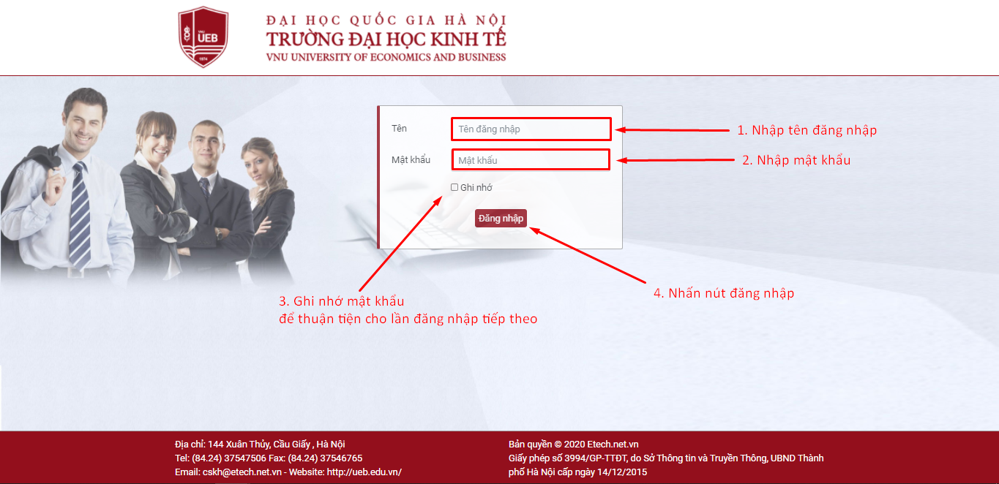 VNU
UEB
1974
ĐẠI HỌC QUỐC GIA HÀ NỘI
TRƯỜNG ĐẠI HỌC KINH TẾ
VNU UNIVERSITY OF ECONOMICS AND BUSINESS
Tên
Tên đăng nhập
1. Nhập tên đăng nhập
Mật khẩu
Mật khẩu
2. Nhập mật khẩu
Ghi nhớ
Đăng nhập
3. Ghi nhớ mật khẩu
để thuận tiện cho lần đăng nhập tiếp theo
4. Nhấn nút đăng nhập
Địa chỉ: 144 Xuân Thủy, Cầu Giấy , Hà Nội
Tel: (84.24) 37547506 Fax: (84.24) 37546765
Email: cskh@etech.net.vn - Website: http://ueb.edu.vn/
Bản quyền © 2020 Etech.net.vn
Giấy phép số 3994/GP-TTĐT, do Sở Thông tin và Truyền Thông, UBND Thành
phố Hà Nội cấp ngày 14/12/2015